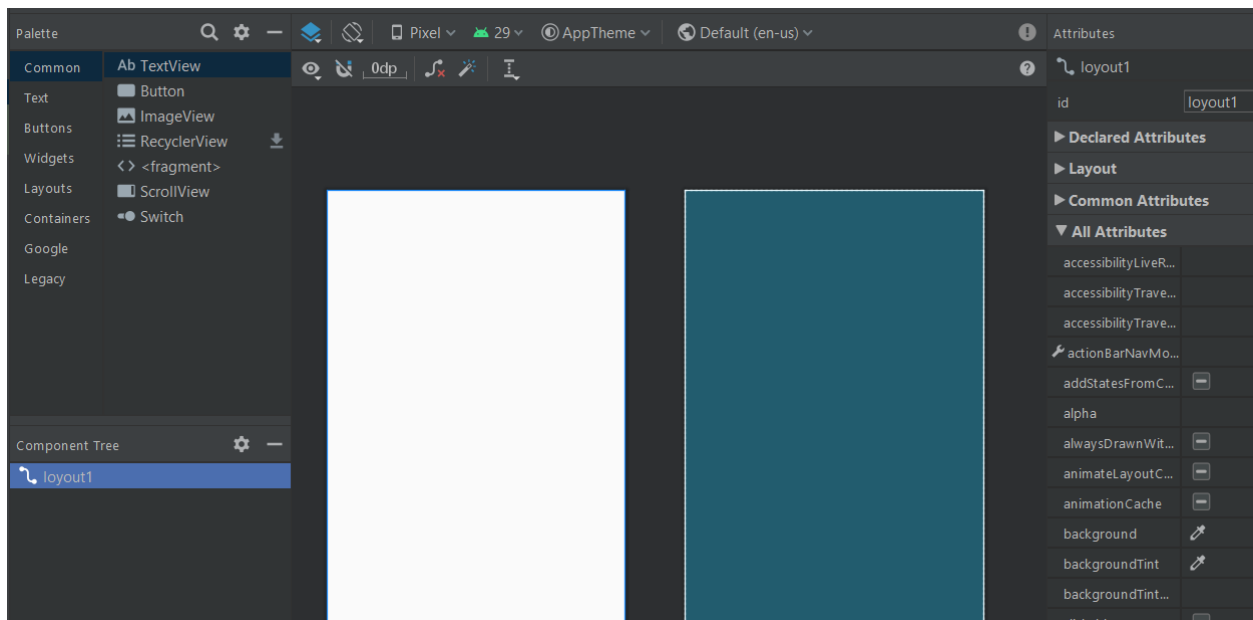 Palette
Common
Text
Buttons
Widgets
Layouts
Containers
Google
Legacy
Ab TextView
Button
ImageView
RecyclerView
<fragment>
ScrollView
Switch
Component Tree
loyout1
Pixel
29
AppTheme
Default (en-us)
0dp
Attributes
loyout1
id loyout1
Declared Attributes
Layout
Common Attributes
All Attributes
accessibilityLiveR...
accessibilityTrave...
accessibilityTrave...
actionBarNavMo...
addStatesFromC...
alpha
alwaysDrawnWit...
animateLayoutC...
animationCache
background
backgroundTint
backgroundTint...